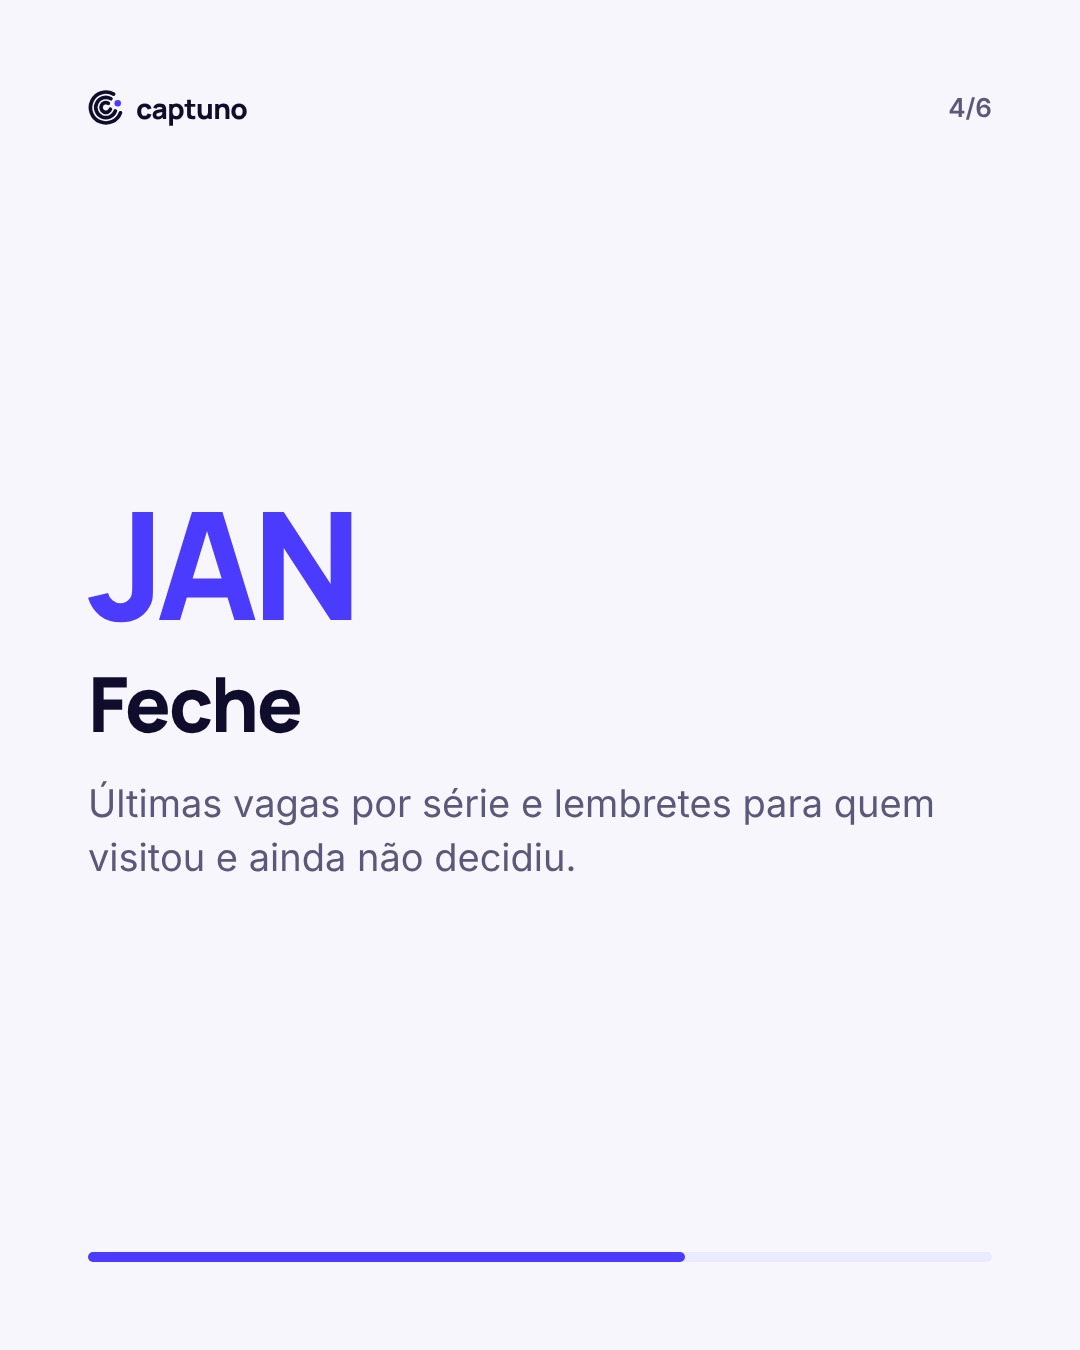 captuno
4/6
JAN
Feche
Últimas vagas por série e lembretes para quem
visitou e ainda não decidiu.